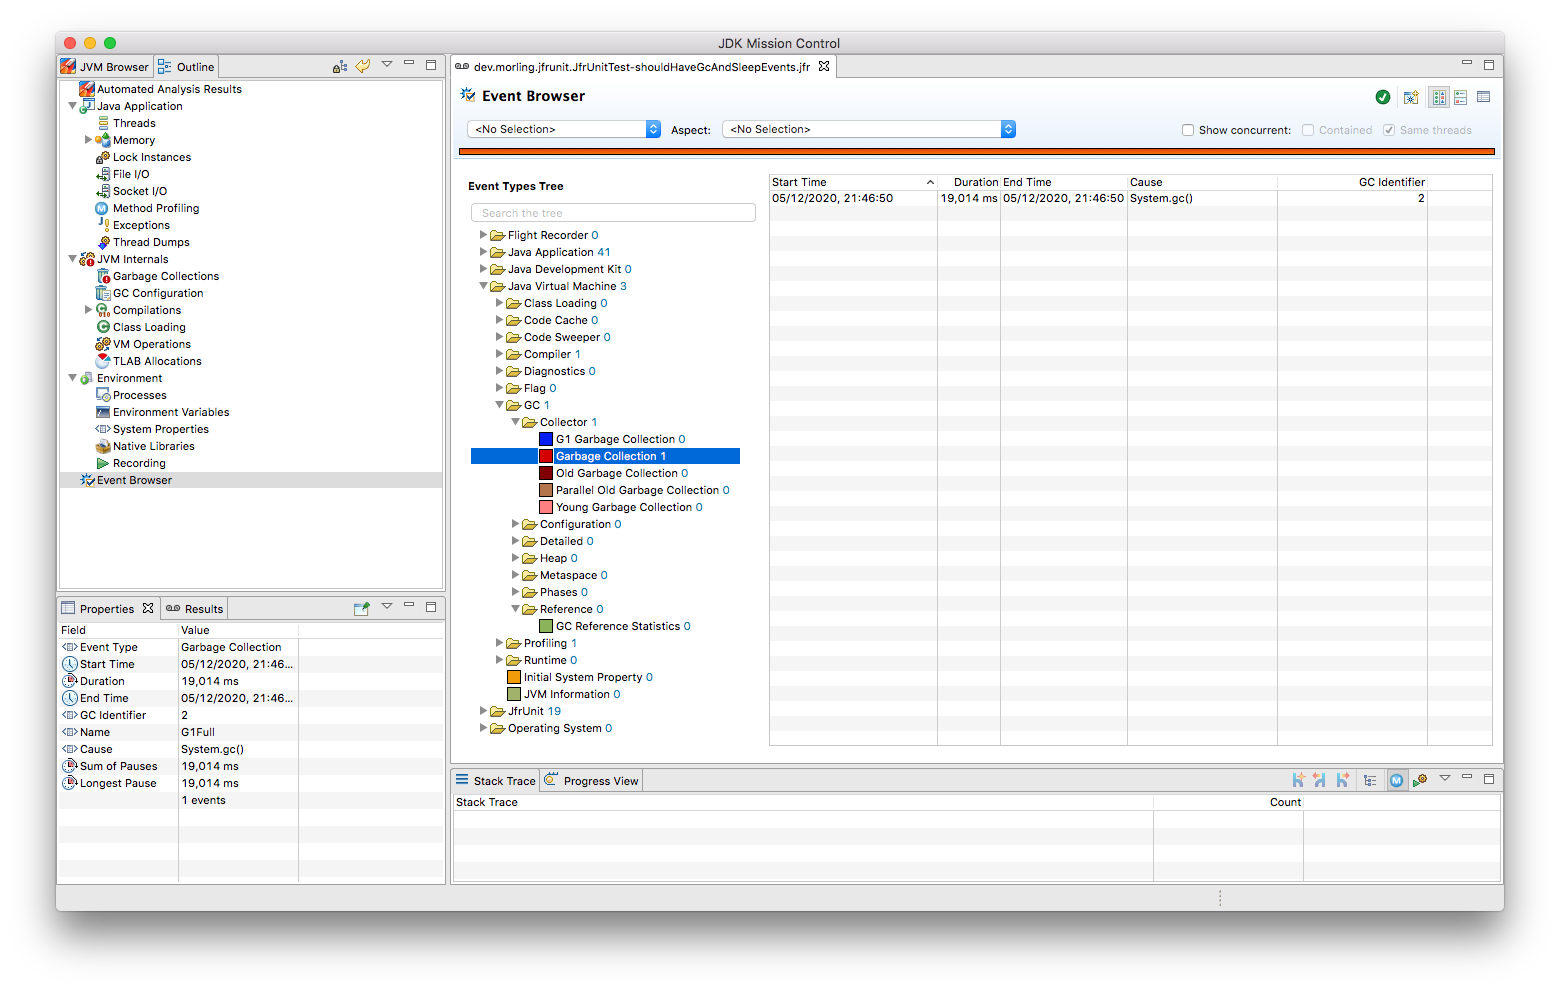 JDK Mission Control
JVM Browser
Outline
Automated Analysis Results
Java Application
Threads
Memory
Lock Instances
File I/O
Socket I/O
Method Profiling
Exceptions
Thread Dumps
JVM Internals
Garbage Collections
GC Configuration
Compilations
Class Loading
VM Operations
TLAB Allocations
Environment
Processes
Environment Variables
System Properties
Native Libraries
Recording
Event Browser
Properties
Results
Field Value
Event Type Garbage Collection
Start Time 05/12/2020, 21:46...
Duration 19,014 ms
End Time 05/12/2020, 21:46...
GC Identifier 2
Name G1Full
Cause System.gc()
Sum of Pauses 19,014 ms
Longest Pause 19,014 ms
1 events
dev.morling.jfrunit.JfrUnitTest-shouldHaveGcAndSleepEvents.jfr
Event Browser
<No Selection> Aspect: <No Selection> Show concurrent: Contained Same threads
Event Types Tree
Search the tree
Flight Recorder 0
Java Application 41
Java Development Kit 0
Java Virtual Machine 3
Class Loading 0
Code Cache 0
Code Sweeper 0
Compiler 1
Diagnostics 0
Flag 0
GC 1
Collector 1
G1 Garbage Collection 0
Garbage Collection 1
Old Garbage Collection 0
Parallel Old Garbage Collection 0
Young Garbage Collection 0
Configuration 0
Detailed 0
Heap 0
Metaspace 0
Phases 0
Reference 0
GC Reference Statistics 0
Profiling 1
Runtime 0
Initial System Property 0
JVM Information 0
JfrUnit 19
Operating System 0
Start Time Duration End Time Cause GC Identifier
05/12/2020, 21:46:50 19,014 ms 05/12/2020, 21:46:50 System.gc() 2
Stack Trace
Progress View
Stack Trace Count